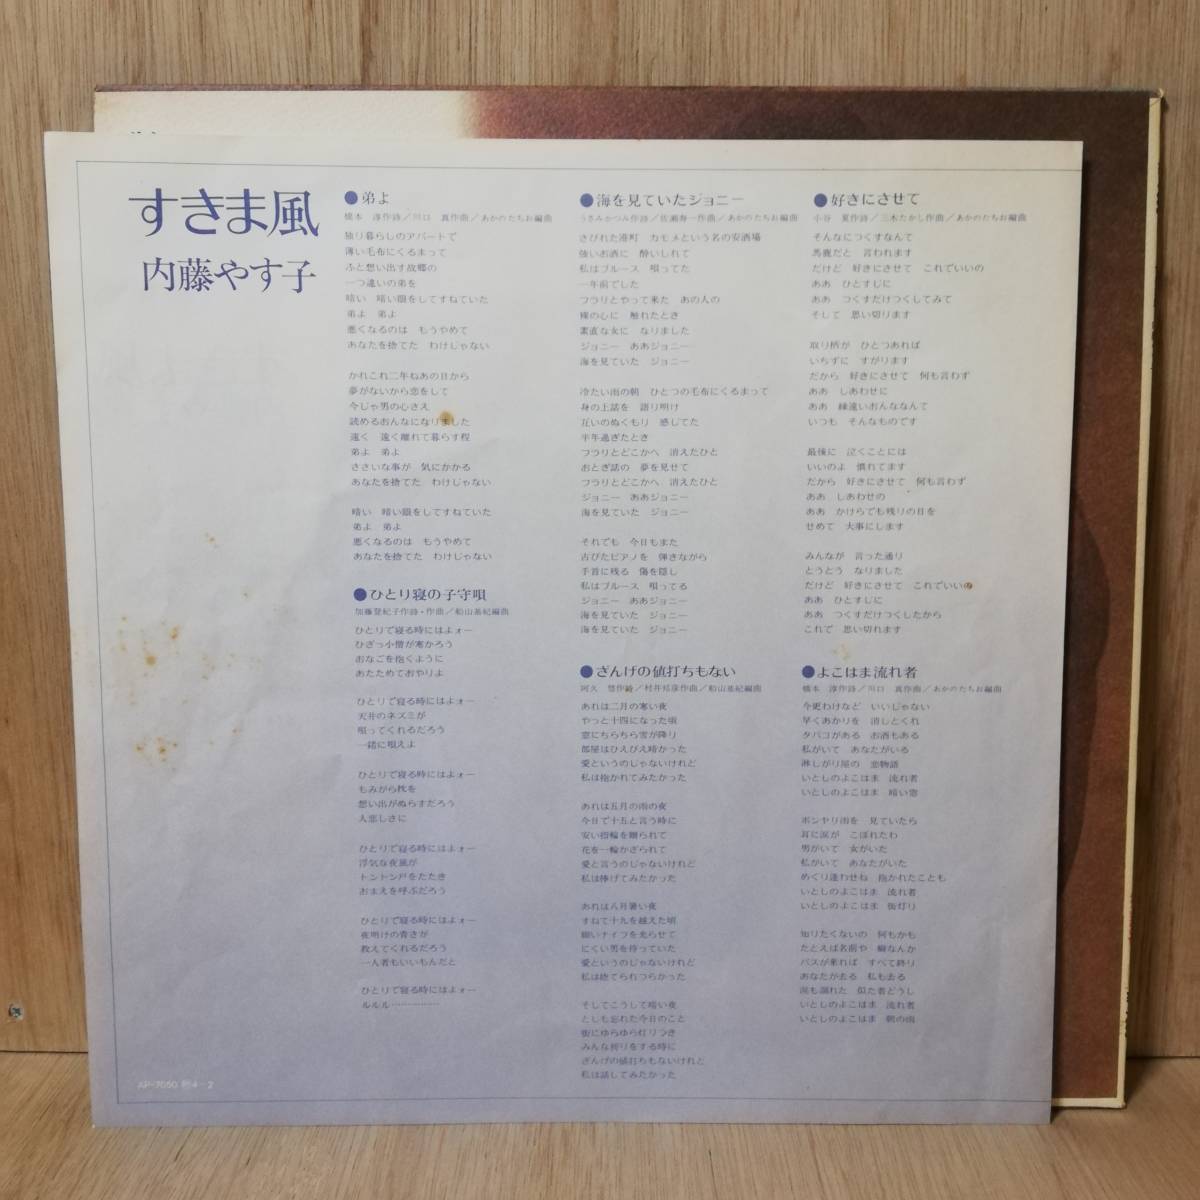 すきま風
内藤やす子
●弟よ
橋本 淳作詩／川口 真作曲／あかのたちお編曲
独り暮らしのアパートで
薄い毛布にくるまって
ふと想い出す故郷の
一つ違いの弟を
暗い 暗い眼をしてすねていた
弟よ 弟よ
悪くなるのは もうやめて
あなたを捨てた わけじゃない
かれこれ二年ねあの日から
夢がないから恋をして
今じゃ男の心さえ
読めるおんなになりました
遠く 遠く離れて暮らす程
弟よ 弟よ
ささいな事が 気にかかる
あなたを捨てた わけじゃない
暗い 暗い眼をしてすねていた
弟よ 弟よ
悪くなるのは もうやめて
あなたを捨てた わけじゃない
●ひとり寝の子守唄
加藤登紀子作詩・作曲／船山基紀編曲
ひとりで寝る時にはよォー
ひざっ小僧が寒かろう
おなごを抱くように
あたためておやりよ
ひとりで寝る時にはよォー
天井のネズミが
唄ってくれるだろう
一緒に唄えよ
ひとりで寝る時にはよォー
もみがら枕を
想い出がぬらすだろう
人恋しさに
ひとりで寝る時にはよォー
浮気な夜風が
トントン戸をたたき
おまえを呼ぶだろう
ひとりで寝る時にはよォー
夜明けの青さが
教えてくれるだろう
一人者もいいもんだと
ひとりで寝る時にはよォー
ルルル……………
●海を見ていたジョニー
うさみかつみ作詩／佐瀬寿一作曲／あかのたちお編曲
さびれた港町 カモメという名の安酒場
強いお酒に 酔いしれて
私はブルース 唄ってた
一年前でした
フラリとやって来た あの人の
裸の心に 触れたとき
素直な女に なりました
ジョニー ああジョニー
海を見ていた ジョニー
冷たい雨の朝 ひとつの毛布にくるまって
身の上話を 語り明け
互いのぬくもり 感じてた
半年過ぎたとき
フラリとどこかへ 消えたひと
おとぎ話の 夢を見せて
フラリとどこかへ 消えたひと
ジョニー ああジョニー
海を見ていた ジョニー
それでも 今日もまた
古びたピアノを 弾きながら
手首に残る 傷を隠し
私はブルース 唄ってる
ジョニー ああジョニー
海を見ていた ジョニー
海を見ていた ジョニー
●ざんげの値打ちもない
阿久 悠作詩／村井邦彦作曲／船山基紀編曲
あれは二月の寒い夜
やっと十四になった頃
窓にちらちら雪が降り
部屋はひえびえ暗かった
愛というのじゃないけれど
私は抱かれてみたかった
あれは五月の雨の夜
今日で十五と言う時に
安い指輪を贈られて
花を一輪かざられて
愛と言うのじゃないけれど
私は捧げてみたかった
あれは八月暑い夜
すねて十九を越えた頃
細いナイフを光らせて
にくい男を待っていた
愛というのじゃないけれど
私は捨てられつらかった
そしてこうして暗い夜
としも忘れた今日のこと
街にゆらゆら灯りつき
みんな祈りをする時に
ざんげの値打ちもないけれど
私は話してみたかった
●好きにさせて
小谷 夏作詩／三木たかし作曲／あかのたちお編曲
そんなにつくすなんて
馬鹿だと 言われます
だけど 好きにさせて これでいいの
ああ ひとすじに
ああ つくすだけつくしてみて
そして 思い切ります
取り柄が ひとつあれば
いちずに すがります
だから 好きにさせて 何も言わず
ああ しあわせに
ああ 縁遠いおんななんて
いつも そんなものです
最後に 泣くことには
いいのよ 慣れてます
だから 好きにさせて 何も言わず
ああ しあわせの
ああ かけらでも残りの日を
せめて 大事にします
みんなが 言った通り
とうとう なりました
だけど 好きにさせて これでいいの
ああ ひとすじに
ああ つくすだけつくしたから
これで 思い切れます
●よこはま流れ者
橋本 淳作詩／川口 真作曲／あかのたちお編曲
今更わけなど いいじゃない
早くあかりを 消しとくれ
タバコがある お酒もある
私がいて あなたがいる
淋しがり屋の 恋物語
いとしのよこはま 流れ者
いとしのよこはま 暗い窓
ボンヤリ雨を 見ていたら
耳に涙が こぼれたわ
男がいて 女がいた
私がいて あなたがいた
めぐり逢わせね 抱かれたことも
いとしのよこはま 流れ者
いとしのよこはま 街灯り
知りたくないの 何もかも
たとえば名前や 癖なんか
バスが来れば すべて終り
あなたが去る 私も去る
涙も濡れた 似た者どうし
いとしのよこはま 流れ者
いとしのよこはま 朝の雨
AP-7050 帯4-2